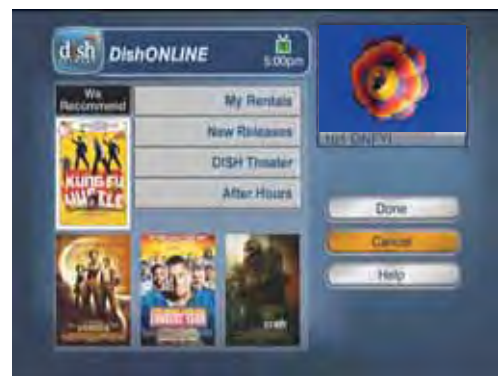 dish DishONLINE
5:00pm
We
Recommend
My Rentals
New Releases
DISH Theater
After Hours
KUNG FU
HUSTLE
Done
Cancel
Help